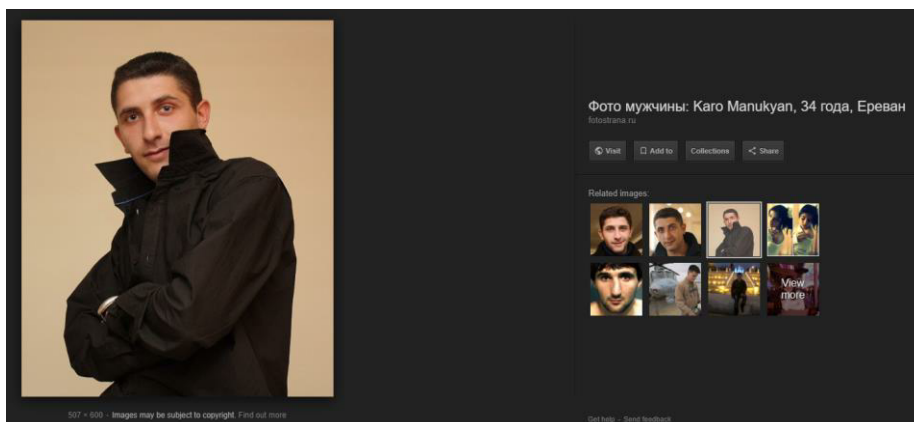 Фото мужчины: Karo Manukyan, 34 года, Ереван
fotostrana.ru
Visit
Add to
Collections
Share
Related images:
View
more
507 × 600 - Images may be subject to copyright. Find out more
Get help - Send feedback